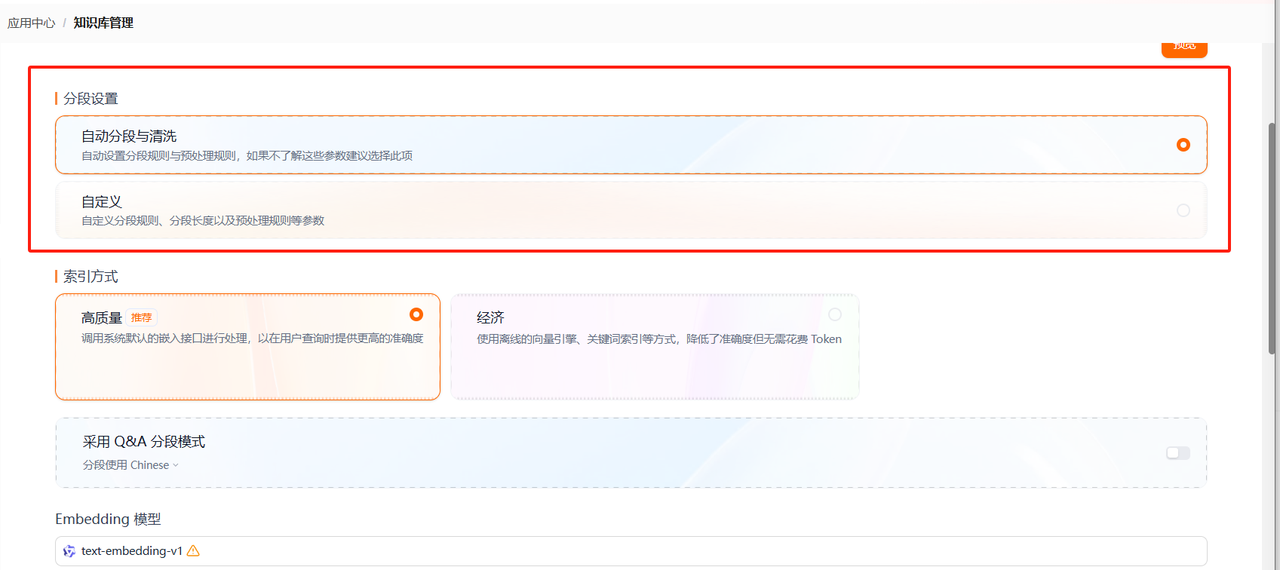 应用中心 / 知识库管理
预览
分段设置
自动分段与清洗
自动设置分段规则与预处理规则，如果不了解这些参数建议选择此项
自定义
自定义分段规则、分段长度以及预处理规则等参数
索引方式
高质量 推荐
调用系统默认的嵌入接口进行处理，以在用户查询时提供更高的准确度
经济
使用离线的向量引擎、关键词索引等方式，降低了准确度但无需花费 Token
采用 Q&A 分段模式
分段使用 Chinese
Embedding 模型
text-embedding-v1